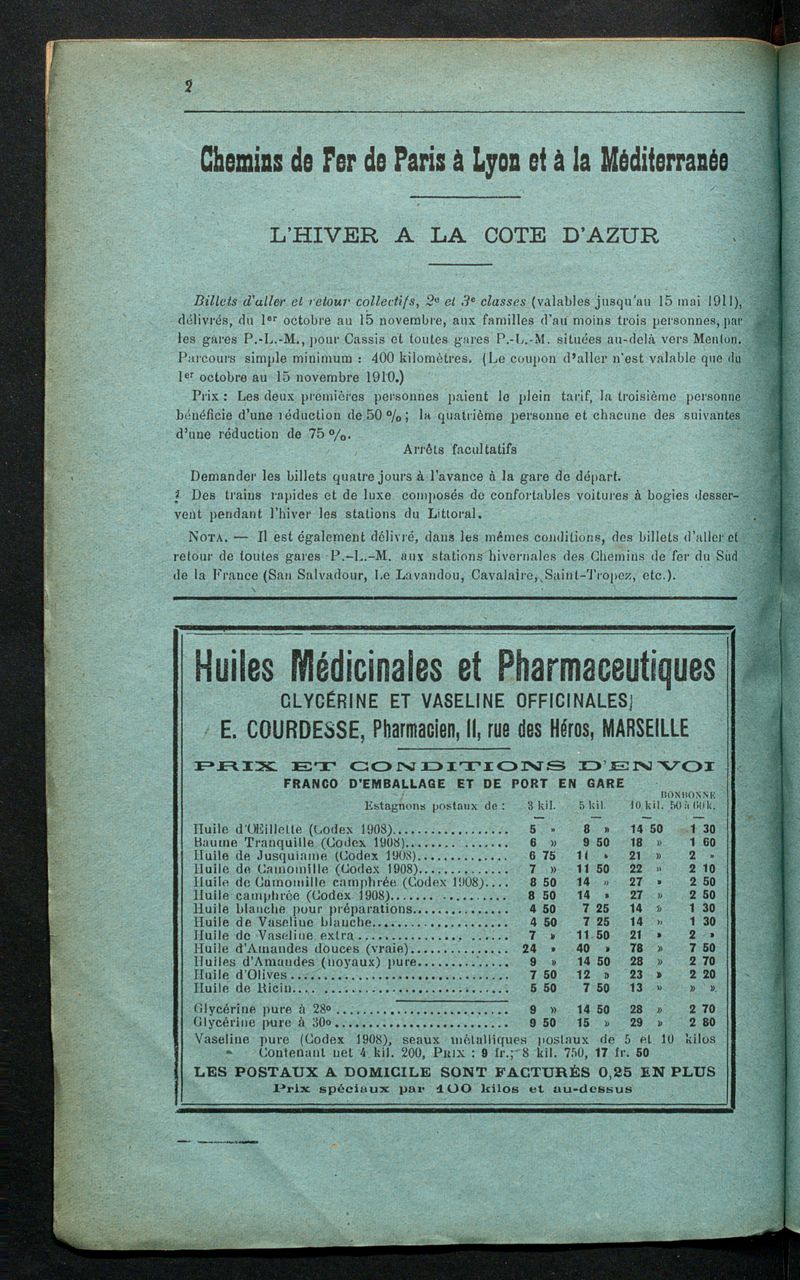 2
Chemins de Fer de Paris à Lyon et à la Méditerranée
L'HIVER A LA COTE D'AZUR
Billets d'aller et retour collectifs, 2e et 3e classes (valables jusqu'au 15 mai 1911),
délivrés, du 1er octobre au 15 novembre, aux familles d'au moins trois personnes, par
les gares P.-L.-M., pour Cassis et toutes gares P.-L.-M. situées au-delà vers Menton.
Parcours simple minimum : 400 kilomètres. (Le coupon d'aller n'est valable que du
1er octobre au 15 novembre 1910.)
Prix : Les deux premières personnes paient le plein tarif, la troisième personne
bénéficie d'une réduction de 50 %; la quatrième personne et chacune des suivantes
d'une réduction de 75 %.
Arrêts facultatifs
Demander les billets quatre jours à l'avance à la gare de départ.
Des trains rapides et de luxe composés de confortables voitures à bogies desser-
vent pendant l'hiver les stations du Littoral.
NOTA. — Il est également délivré, dans les mêmes conditions, des billets d'aller et
retour de toutes gares P.-L.-M. aux stations hivernales des Chemins de fer du Sud
de la France (San Salvadour, Le Lavandou, Cavalaire, Saint-Tropez, etc.).
Huiles Médicinales et Pharmaceutiques
GLYCÉRINE ET VASELINE OFFICINALES
E. COURDESSE, Pharmacien, 11, rue des Héros, MARSEILLE
PRIX ET CONDITIONS D'ENVOI
FRANCO D'EMBALLAGE ET DE PORT EN GARE
BONBONNE
Estagnons postaux de : 3 kil. 5 kil. 10 kil. 50 à 60 k.
Huile d'Œillette (Codex 1908).... 5 » 8 » 14 50 1 30
Baume Tranquille (Codex 1908).... 6 » 9 50 18 » 1 60
Huile de Jusquiame (Codex 1908).... 6 75 11 » 21 » 2 »
Huile de Camomille (Codex 1908).... 7 » 11 50 22 » 2 10
Huile de Camomille camphrée (Codex 1908).... 8 50 14 » 27 » 2 50
Huile camphrée (Codex 1908).... 8 50 14 » 27 » 2 50
Huile blanche pour préparations.... 4 50 7 25 14 » 1 30
Huile de Vaseline blanche.... 4 50 7 25 14 » 1 30
Huile de Vaseline extra.... 7 » 11 50 21 » 2 »
Huile d'Amandes douces (vraie).... 24 » 40 » 78 » 7 50
Huiles d'Amandes (noyaux) pure.... 9 » 14 50 28 » 2 70
Huile d'Olives.... 7 50 12 » 23 » 2 20
Huile de Ricin.... 5 50 7 50 13 » » »
Glycérine pure à 28°.... 9 » 14 50 28 » 2 70
Glycérine pure à 30°.... 9 50 15 » 29 » 2 80
Vaseline pure (Codex 1908), seaux métalliques postaux de 5 et 10 kilos
Contenant net 4 kil. 200, PRIX : 9 fr.; 8 kil. 750, 17 fr. 50
LES POSTAUX A DOMICILE SONT FACTURÉS 0,25 EN PLUS
Prix spéciaux par 100 kilos et au-dessus